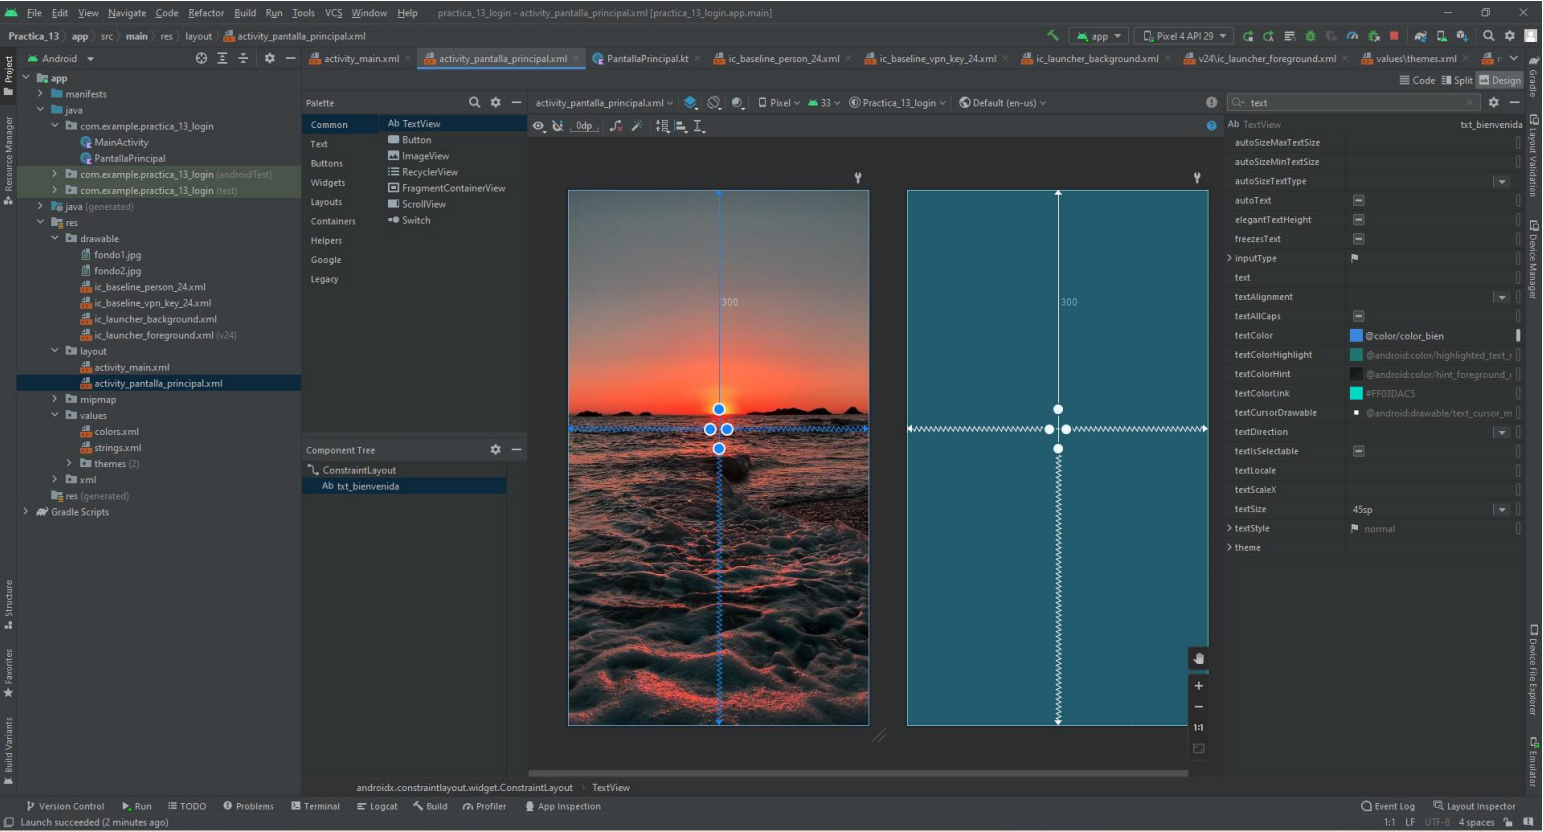 File Edit View Navigate Code Refactor Build Run Tools VCS Window Help practica_13_login - activity_pantalla_principal.xml [practica_13_login.app.main]
Practica_13 app src main res layout activity_pantalla_principal.xml
app Pixel 4 API 29
Android
activity_main.xml activity_pantalla_principal.xml PantallaPrincipal.kt ic_baseline_person_24.xml ic_baseline_vpn_key_24.xml ic_launcher_background.xml v24\ic_launcher_foreground.xml values\themes.xml
Code Split Design
Project
Resource Manager
Structure
Favorites
Build Variants
app
manifests
java
com.example.practica_13_login
MainActivity
PantallaPrincipal
com.example.practica_13_login (androidTest)
com.example.practica_13_login (test)
java (generated)
res
drawable
fondo1.jpg
fondo2.jpg
ic_baseline_person_24.xml
ic_baseline_vpn_key_24.xml
ic_launcher_background.xml
ic_launcher_foreground.xml (v24)
layout
activity_main.xml
activity_pantalla_principal.xml
mipmap
values
colors.xml
strings.xml
themes (2)
xml
res (generated)
Gradle Scripts
Palette
Common
Text
Buttons
Widgets
Layouts
Containers
Helpers
Google
Legacy
Ab TextView
Button
ImageView
RecyclerView
FragmentContainerView
ScrollView
Switch
Component Tree
ConstraintLayout
Ab txt_bienvenida
activity_pantalla_principal.xml Pixel 33 Practica_13_login Default (en-us)
0dp
300
300
1:1
text
Ab TextView txt_bienvenida
autoSizeMaxTextSize
autoSizeMinTextSize
autoSizeTextType
autoText
elegantTextHeight
freezesText
inputType
text
textAlignment
textAllCaps
textColor @color/color_bien
textColorHighlight @android:color/highlighted_text_
textColorHint @android:color/hint_foreground_
textColorLink #FF03DAC5
textCursorDrawable @android:drawable/text_cursor_m
textDirection
textIsSelectable
textLocale
textScaleX
textSize 45sp
textStyle normal
theme
Gradle
Layout Validation
Device Manager
Device File Explorer
Emulator
androidx.constraintlayout.widget.ConstraintLayout TextView
Version Control Run TODO Problems Terminal Logcat Build Profiler App Inspection
Event Log Layout Inspector
Launch succeeded (2 minutes ago)
1:1 LF UTF-8 4 spaces